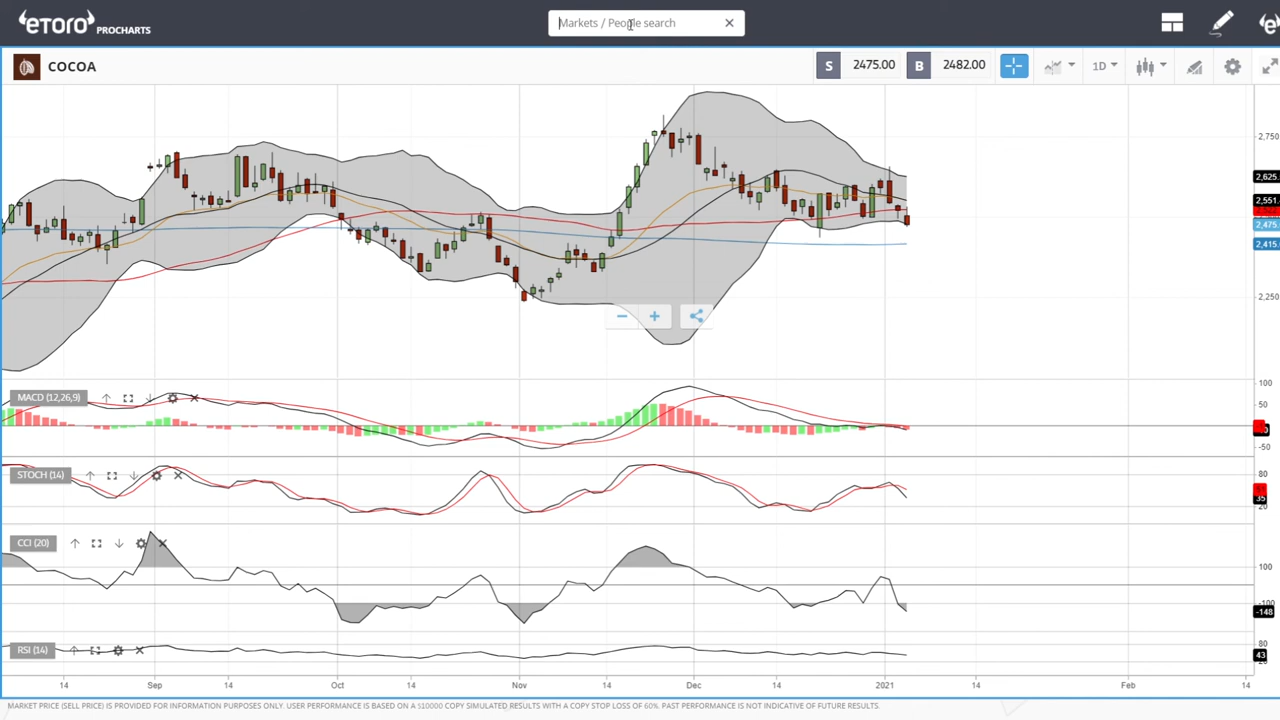 eToro PROCHARTS
Markets / People search
COCOA
S 2475.00 B 2482.00
1D
2,750
2,625.
2,551.
2,475
2,415.
2,250
MACD (12,26,9)
100
50
-50
STOCH (14)
80
35
20
CCI (20)
100
-100
-148
RSI (14)
80
43
20
14 Sep 14 Oct 14 Nov 14 Dec 14 2021 14 Feb 14
MARKET PRICE (SELL PRICE) IS PROVIDED FOR INFORMATION PURPOSES ONLY. USER PERFORMANCE IS BASED ON A $10000 COPY SIMULATED RESULTS WITH A COPY STOP LOSS OF 60%. PAST PERFORMANCE IS NOT INDICATIVE OF FUTURE RESULTS.